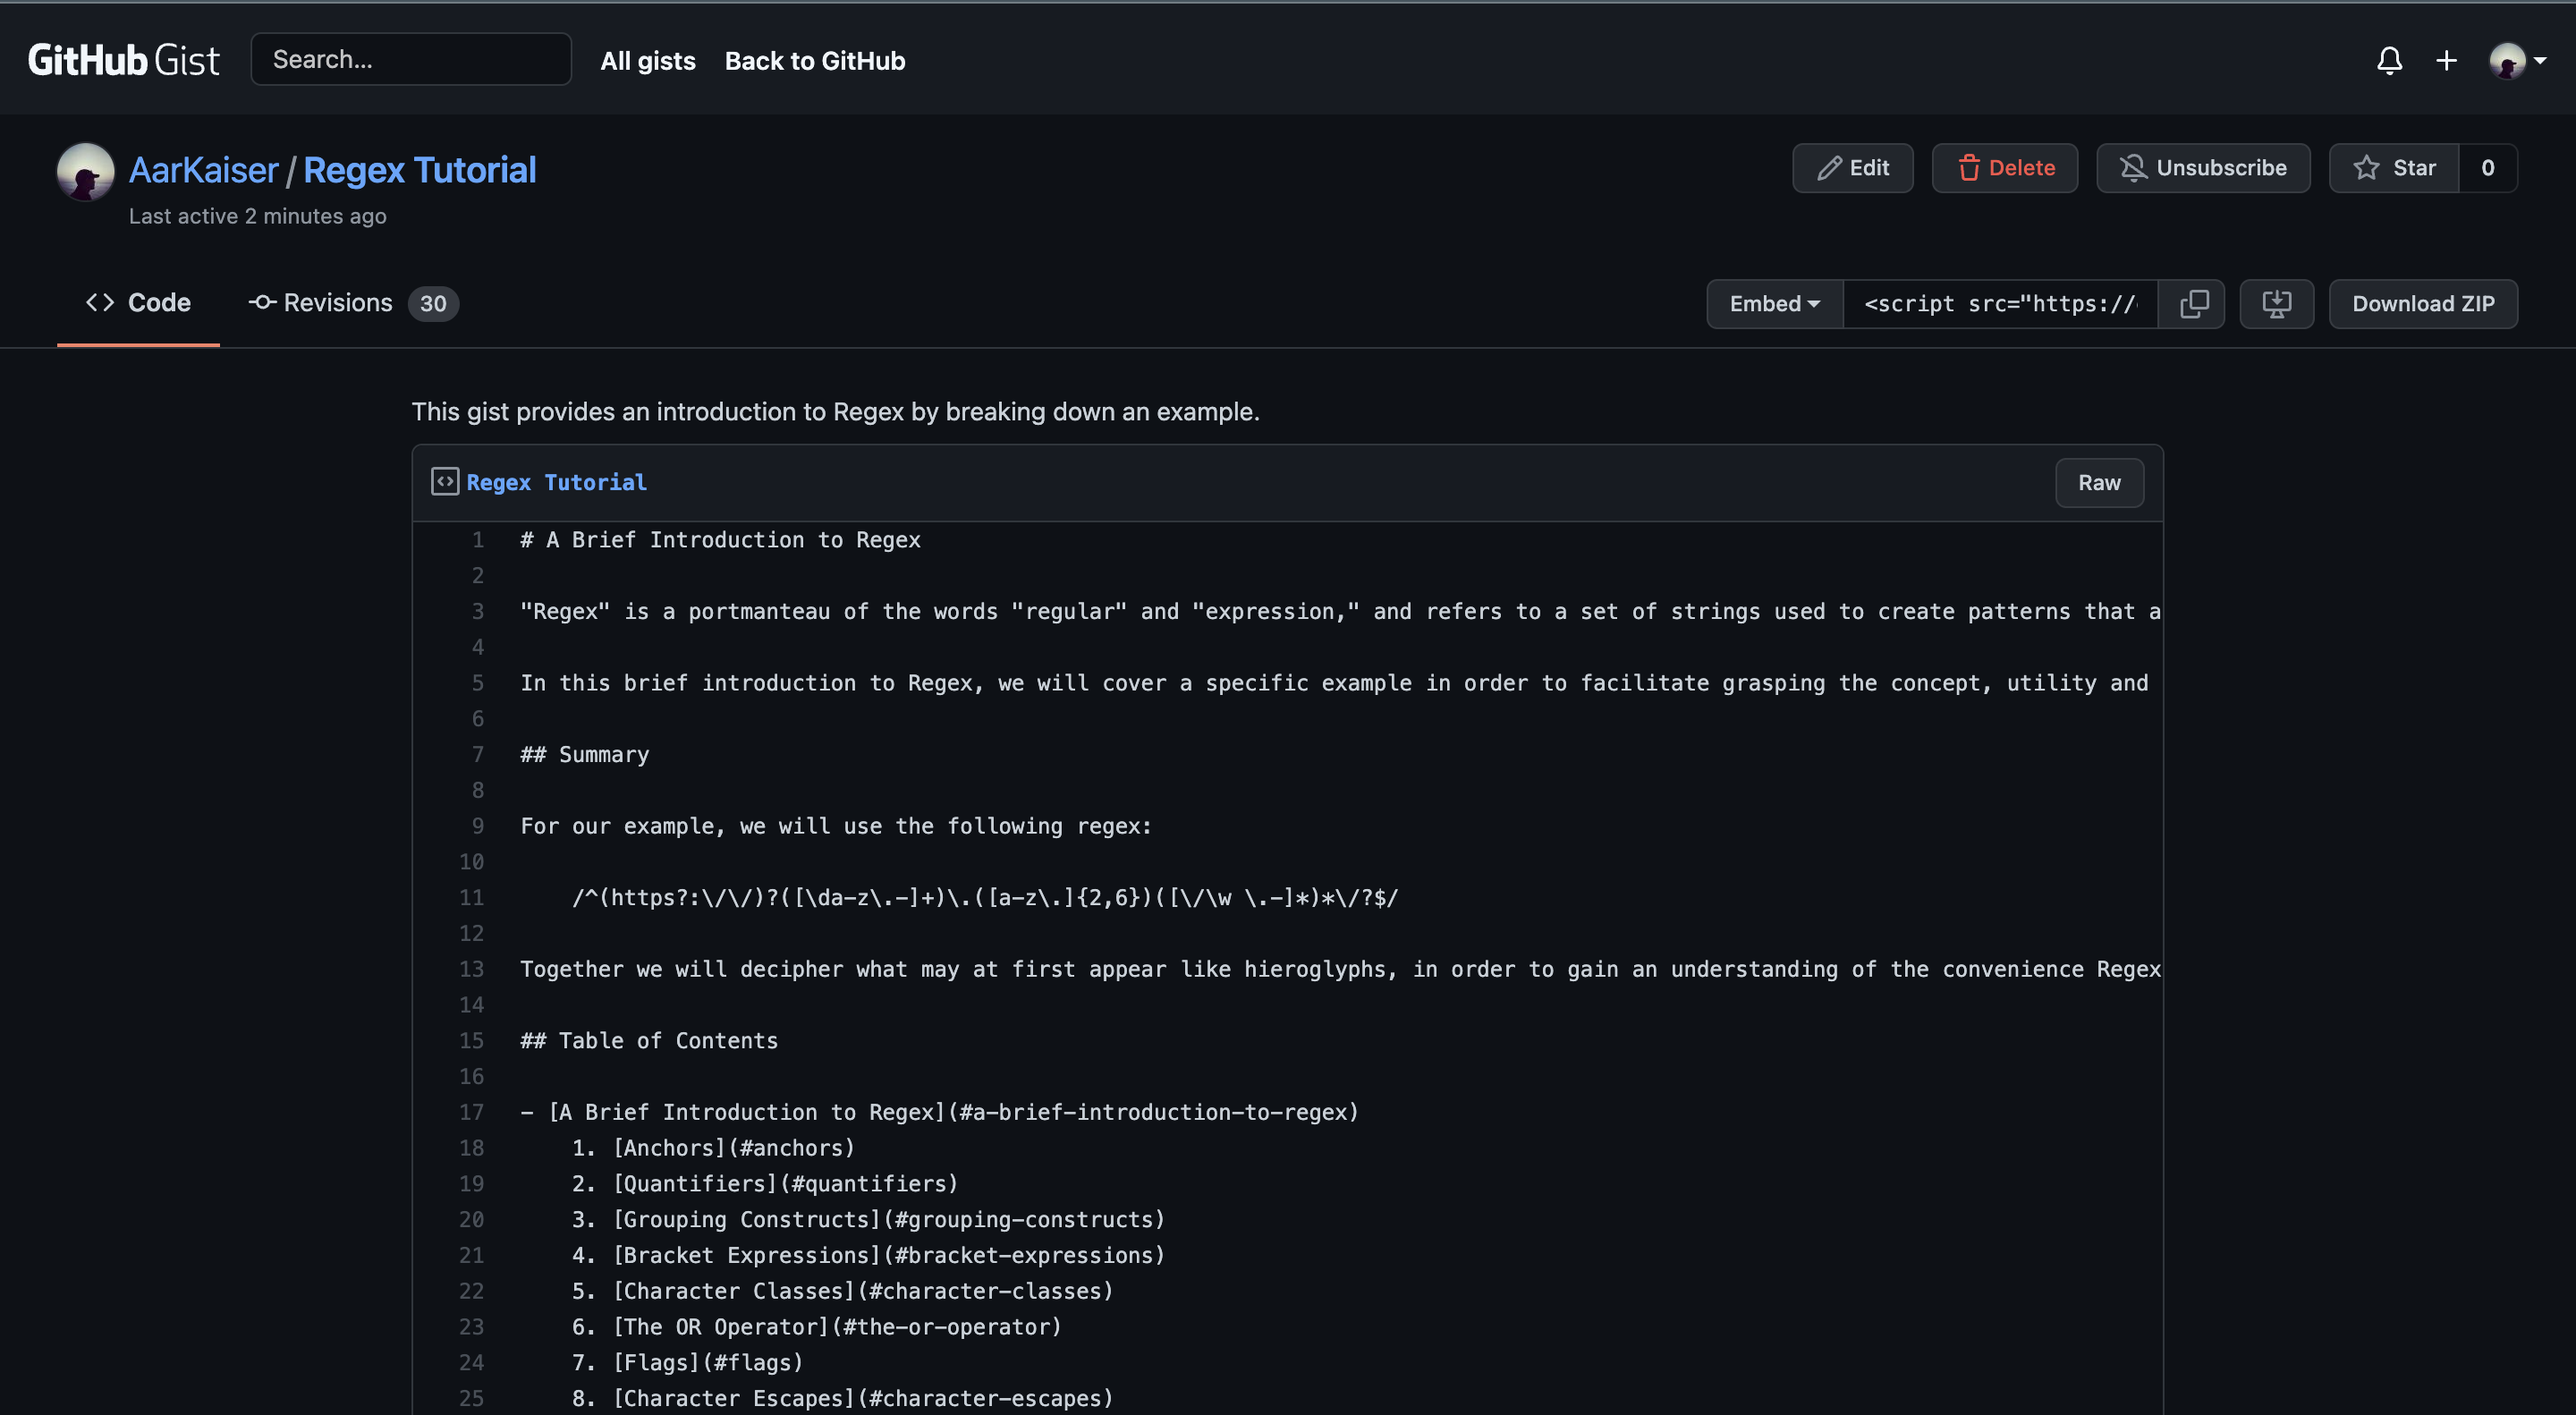 GitHub Gist Search... All gists Back to GitHub
AarKaiser / Regex Tutorial Edit Delete Unsubscribe Star 0
Last active 2 minutes ago
Code Revisions 30 Embed <script src="https:// Download ZIP
This gist provides an introduction to Regex by breaking down an example.
Regex Tutorial Raw
1 # A Brief Introduction to Regex
2
3 "Regex" is a portmanteau of the words "regular" and "expression," and refers to a set of strings used to create patterns that a
4
5 In this brief introduction to Regex, we will cover a specific example in order to facilitate grasping the concept, utility and
6
7 ## Summary
8
9 For our example, we will use the following regex:
10
11 /^(https?:\/\/)?([\da-z\.-]+)\.([a-z\.]{2,6})([\/\w \.-]*)*\/?$/
12
13 Together we will decipher what may at first appear like hieroglyphs, in order to gain an understanding of the convenience Regex
14
15 ## Table of Contents
16
17 - [A Brief Introduction to Regex](#a-brief-introduction-to-regex)
18 1. [Anchors](#anchors)
19 2. [Quantifiers](#quantifiers)
20 3. [Grouping Constructs](#grouping-constructs)
21 4. [Bracket Expressions](#bracket-expressions)
22 5. [Character Classes](#character-classes)
23 6. [The OR Operator](#the-or-operator)
24 7. [Flags](#flags)
25 8. [Character Escapes](#character-escapes)